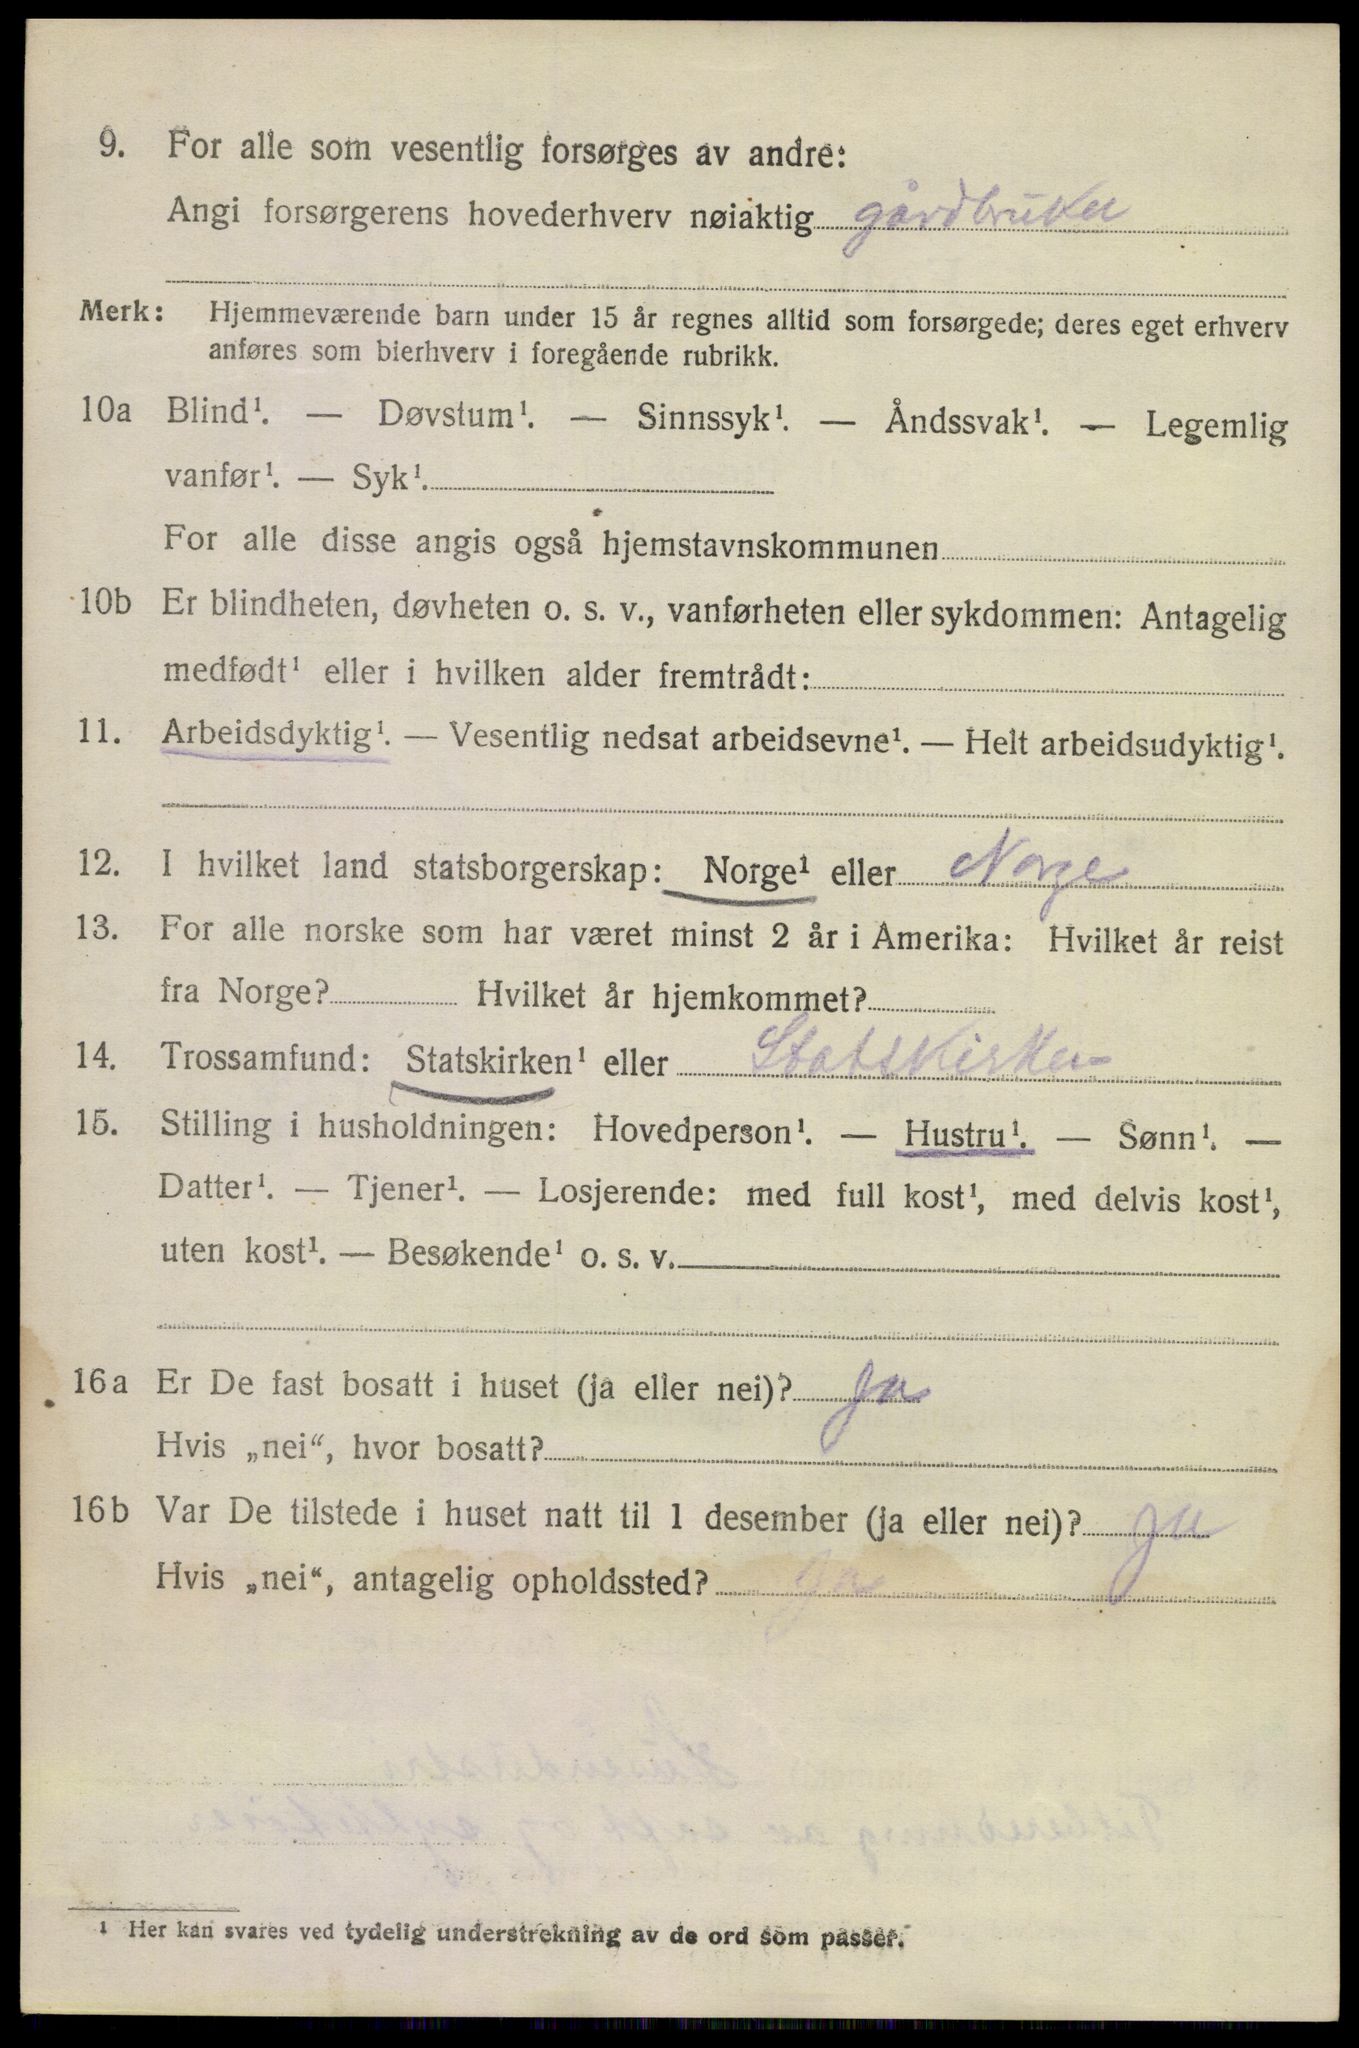 9. For alle som vesentlig forsørges av andre:
Angi forsørgerens hovederhverv nøiaktig gårdbruker
Merk: Hjemmeværende barn under 15 år regnes alltid som forsørgede; deres eget erhverv
anføres som bierhverv i foregående rubrikk.
10a Blind¹. — Døvstum¹. — Sinnssyk¹. — Åndssvak¹. — Legemlig
vanfør¹. — Syk¹.
For alle disse angis også hjemstavnskommunen
10b Er blindheten, døvheten o. s. v., vanførheten eller sykdommen: Antagelig
medfødt¹ eller i hvilken alder fremtrådt:
11. Arbeidsdyktig¹. — Vesentlig nedsat arbeidsevne¹. — Helt arbeidsudyktig¹.
12. I hvilket land statsborgerskap: Norge¹ eller Norge
13. For alle norske som har været minst 2 år i Amerika: Hvilket år reist
fra Norge? Hvilket år hjemkommet?
14. Trossamfund: Statskirken¹ eller Statskirken
15. Stilling i husholdningen: Hovedperson¹. — Hustru¹. — Sønn¹. —
Datter¹. — Tjener¹. — Losjerende: med full kost¹, med delvis kost¹,
uten kost¹. — Besøkende¹ o. s. v.
16a Er De fast bosatt i huset (ja eller nei)? Ja
Hvis „nei“, hvor bosatt?
16b Var De tilstede i huset natt til 1 desember (ja eller nei)? Ja
Hvis „nei“, antagelig opholdssted? Ja
¹ Her kan svares ved tydelig understrekning av de ord som passer.